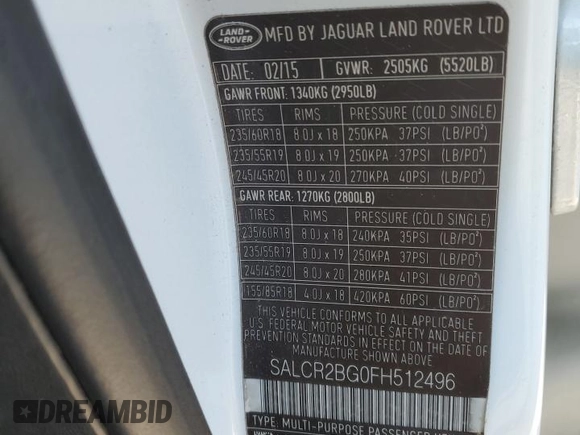 LAND-
ROVER
MFD BY JAGUAR LAND ROVER LTD
DATE: 02/15 GVWR: 2505KG (5520LB)
GAWR FRONT: 1340KG (2950LB)
TIRES RIMS PRESSURE (COLD SINGLE)
235/60R18 8.0J x 18 250KPA 37PSI (LB/PO²)
235/55R19 8.0J x 19 250KPA 37PSI (LB/PO²)
245/45R20 8.0J x 20 270KPA 40PSI (LB/PO²)
GAWR REAR: 1270KG (2800LB)
TIRES RIMS PRESSURE (COLD SINGLE)
235/60R18 8.0J x 18 240KPA 35PSI (LB/PO²)
235/55R19 8.0J x 19 250KPA 37PSI (LB/PO²)
245/45R20 8.0J x 20 280KPA 41PSI (LB/PO²)
155/85R18 4.0J x 18 420KPA 60PSI (LB/PO²)
THIS VEHICLE CONFORMS TO ALL APPLICABLE
U.S. FEDERAL MOTOR VEHICLE SAFETY AND THEFT
PREVENTION STANDARDS IN EFFECT ON THE DATE OF
MANUFACTURE SHOWN ABOVE.
SALCR2BG0FH512496
TYPE: MULTI-PURPOSE PASSENGER
DREAMBID